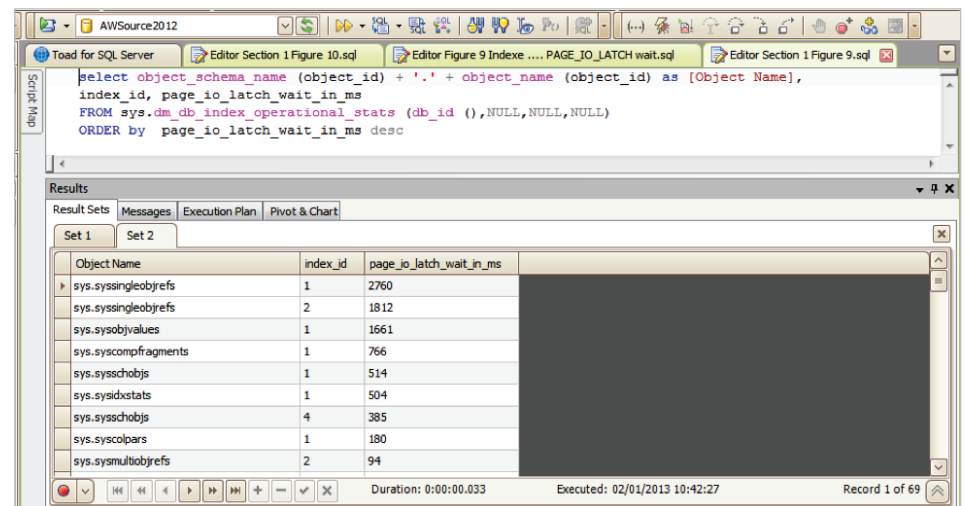 AWSource2012
Toad for SQL Server
Editor Section 1 Figure 10.sql
Editor Figure 9 Indexe .... PAGE_IO_LATCH wait.sql
Editor Section 1 Figure 9.sql
Script Map
select object_schema_name (object_id) + '.' + object_name (object_id) as [Object Name],
index_id, page_io_latch_wait_in_ms
FROM sys.dm_db_index_operational_stats (db_id (),NULL,NULL,NULL)
ORDER by page_io_latch_wait_in_ms desc
Results
Result Sets Messages Execution Plan Pivot & Chart
Set 1 Set 2
Object Name index_id page_io_latch_wait_in_ms
sys.syssingleobjrefs 1 2760
sys.syssingleobjrefs 2 1812
sys.sysobjvalues 1 1661
sys.syscompfragments 1 766
sys.sysschobjs 1 514
sys.sysidxstats 1 504
sys.sysschobjs 4 385
sys.syscolpars 1 180
sys.sysmultiobjrefs 2 94
Duration: 0:00:00.033 Executed: 02/01/2013 10:42:27 Record 1 of 69